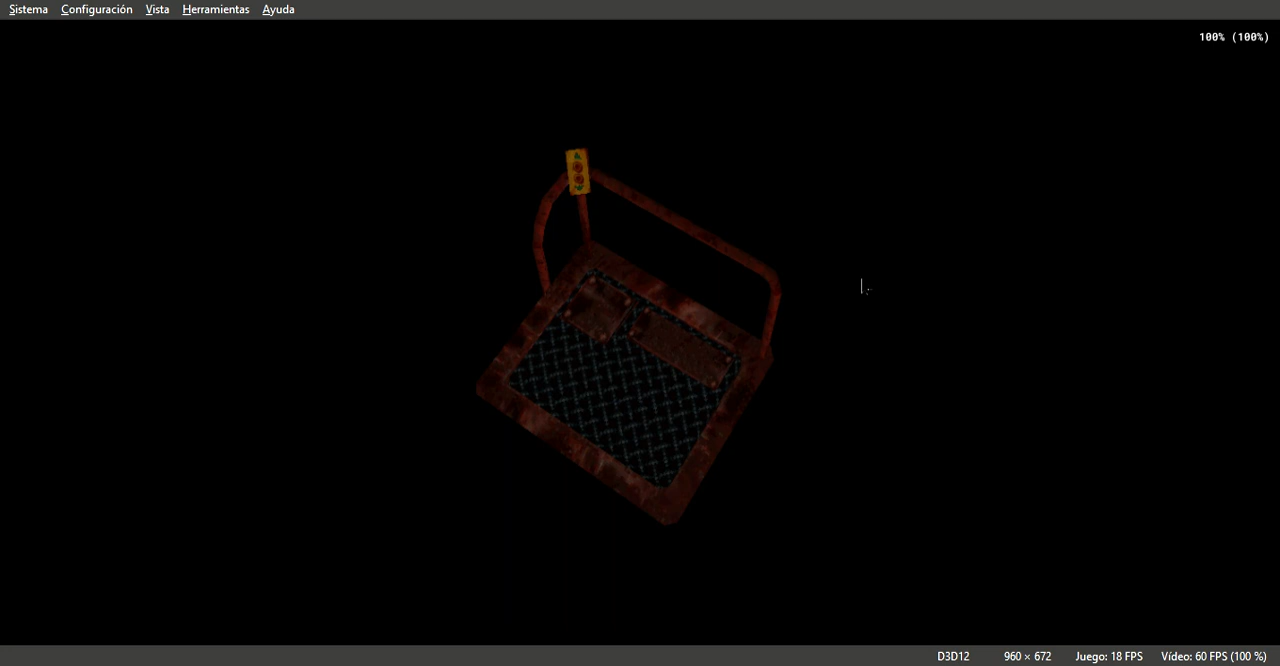 Sistema Configuración Vista Herramientas Ayuda
100% (100%)
D3D12 960 × 672 Juego: 18 FPS Vídeo: 60 FPS (100 %)